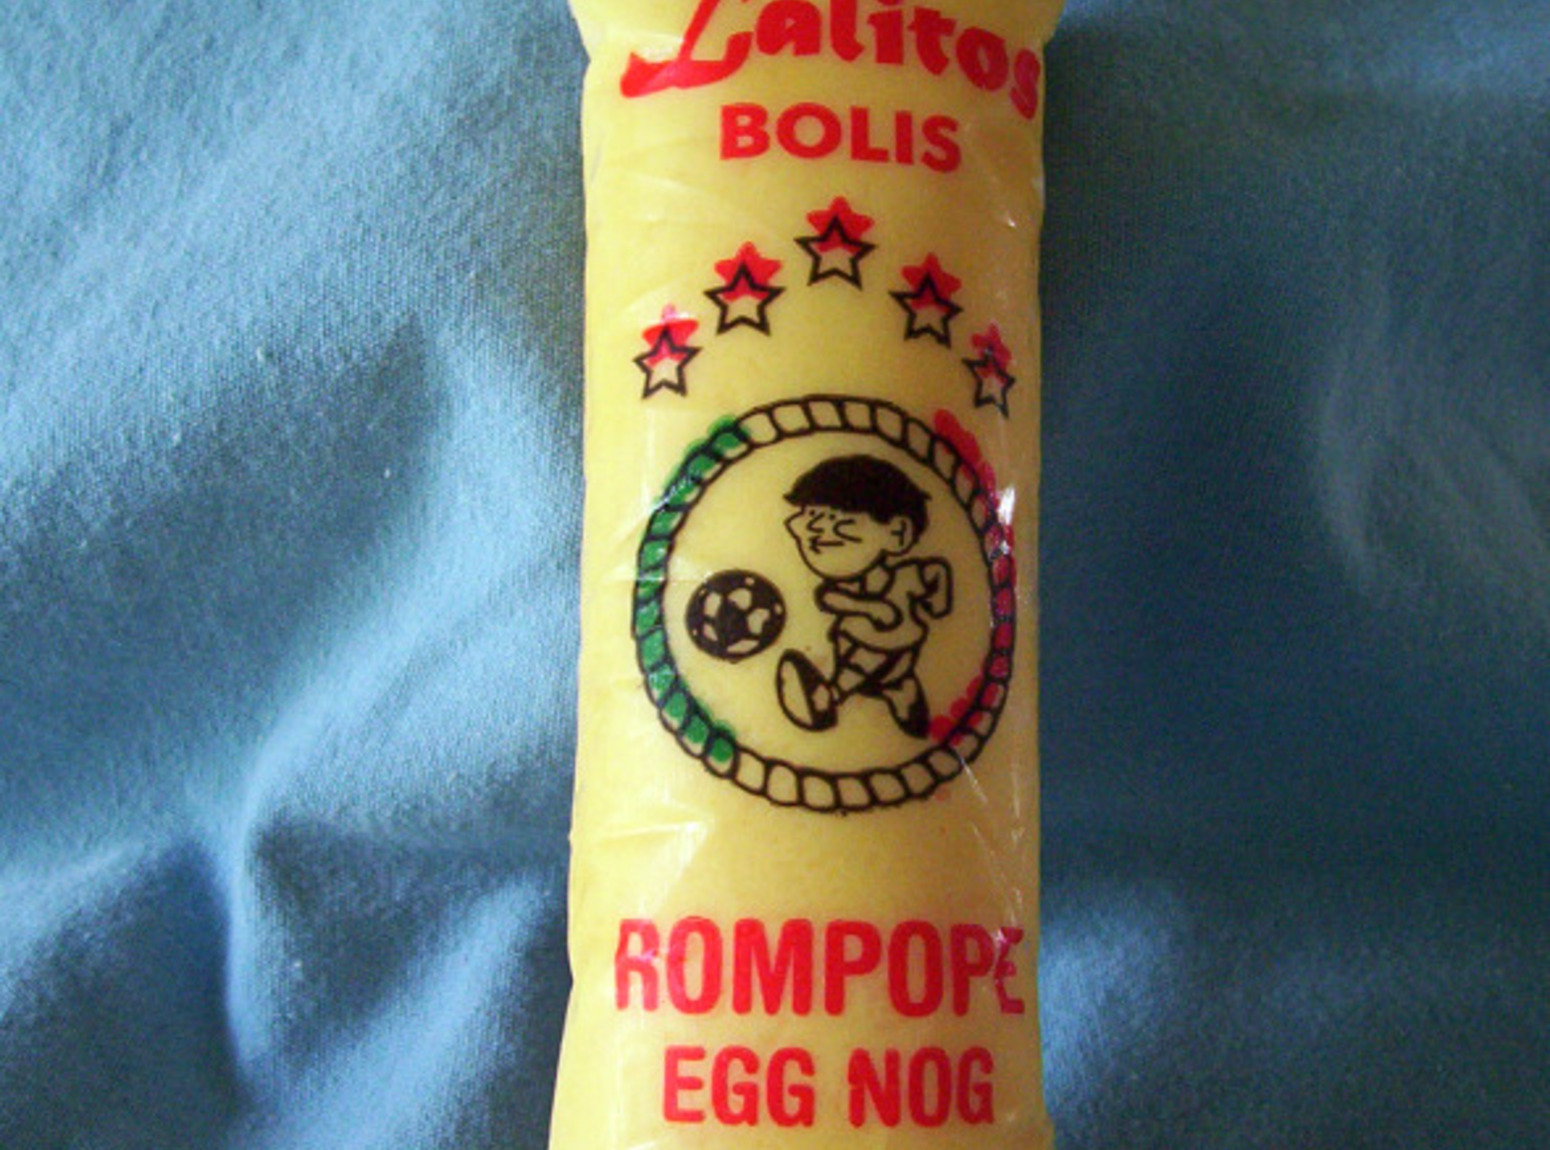 Lalitos
BOLIS
ROMPOPE
EGG NOG